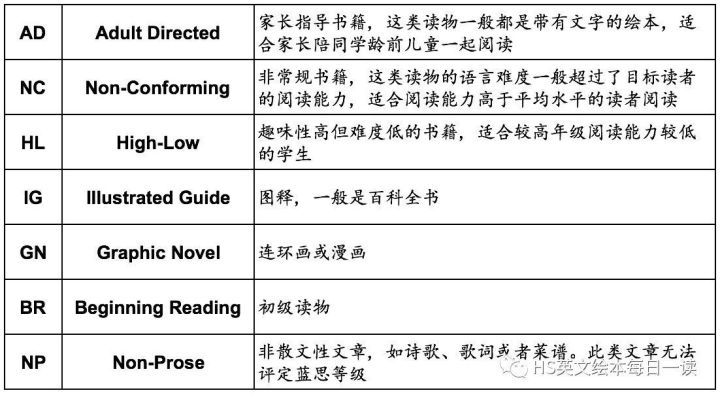 AD Adult Directed 家长指导书籍，这类读物一般都是带有文字的绘本，适
合家长陪同学龄前儿童一起阅读
NC Non-Conforming 非常规书籍，这类读物的语言难度一般超过了目标读者
的阅读能力，适合阅读能力高于平均水平的读者阅读
HL High-Low 趣味性高但难度低的书籍，适合较高年级阅读能力较低
的学生
IG Illustrated Guide 图释，一般是百科全书
GN Graphic Novel 连环画或漫画
BR Beginning Reading 初级读物
NP Non-Prose 非散文性文章，如诗歌、歌词或者菜谱。此类文章无法
评定蓝思等级
HS英文绘本每日一读